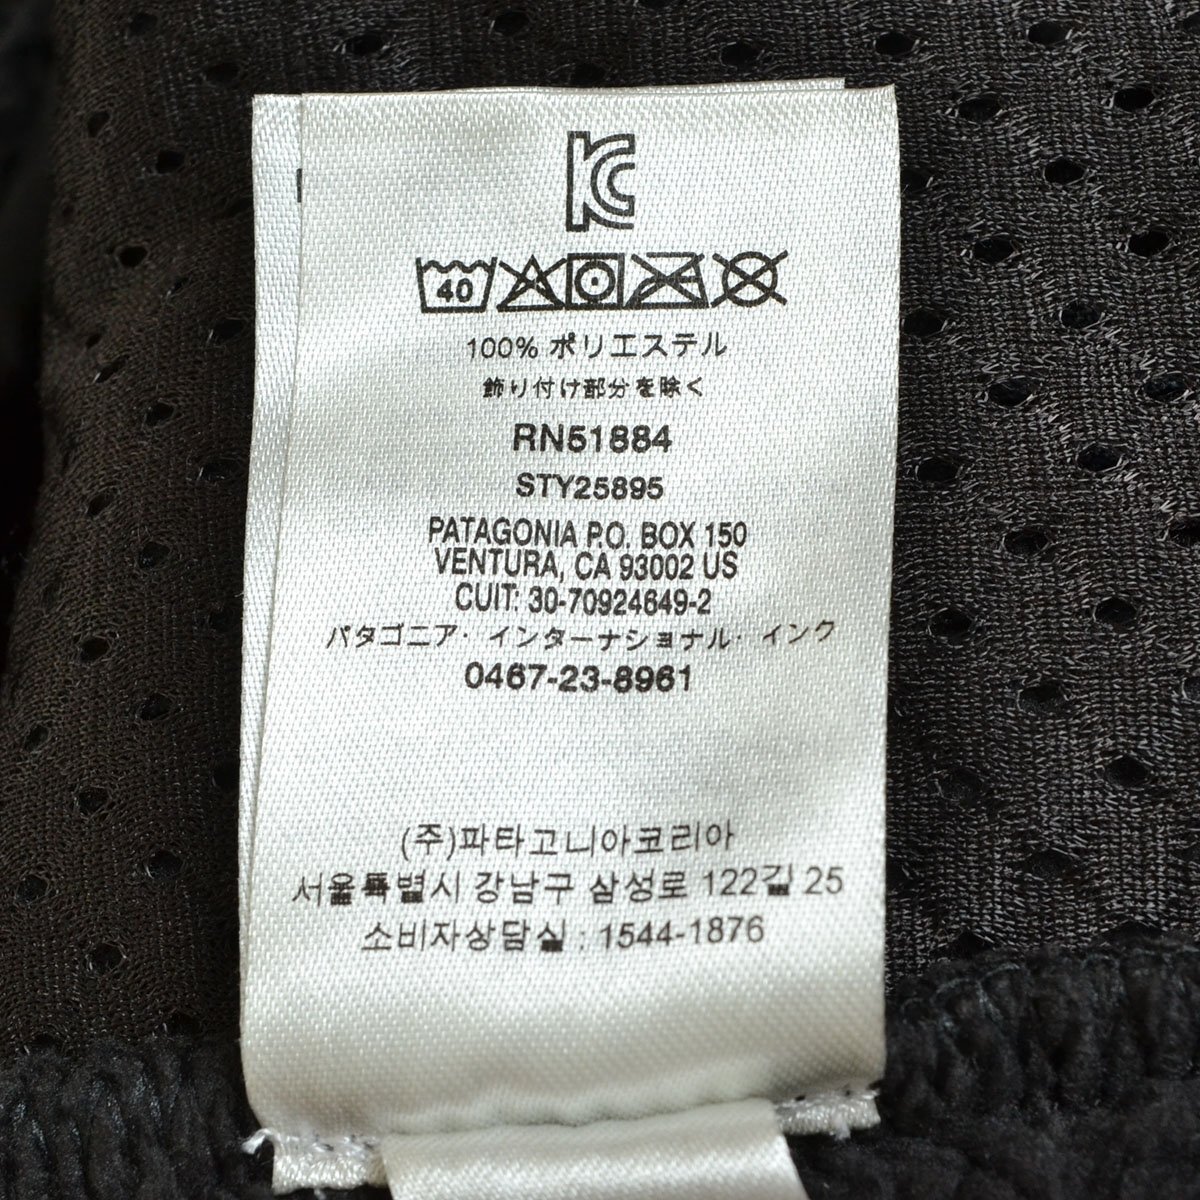 KC
40
100% ポリエステル
飾り付け部分を除く
RN51884
STY25895
PATAGONIA P.O. BOX 150
VENTURA, CA 93002 US
CUIT: 30-70924649-2
パタゴニア・インターナショナル・インク
0467-23-8961
(주)파타고니아코리아
서울특별시 강남구 삼성로 122길 25
소비자상담실 : 1544-1876